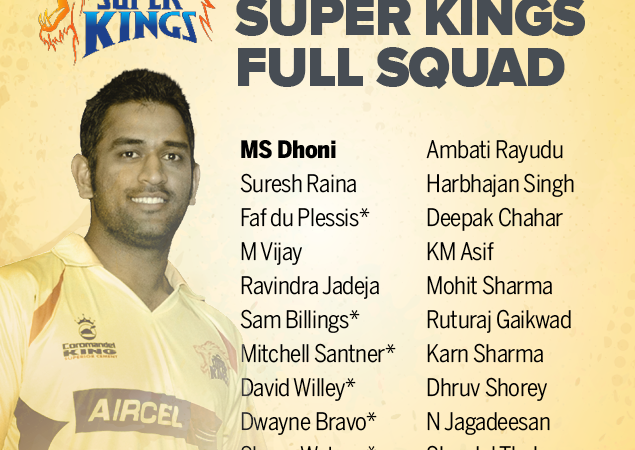 SUPER
KINGS
SUPER KINGS
FULL SQUAD
MS Dhoni
Suresh Raina
Faf du Plessis*
M Vijay
Ravindra Jadeja
Sam Billings*
Mitchell Santner*
David Willey*
Dwayne Bravo*
Ambati Rayudu
Harbhajan Singh
Deepak Chahar
KM Asif
Mohit Sharma
Ruturaj Gaikwad
Karn Sharma
Dhruv Shorey
N Jagadeesan
Coromandel
KING
AIRCEL